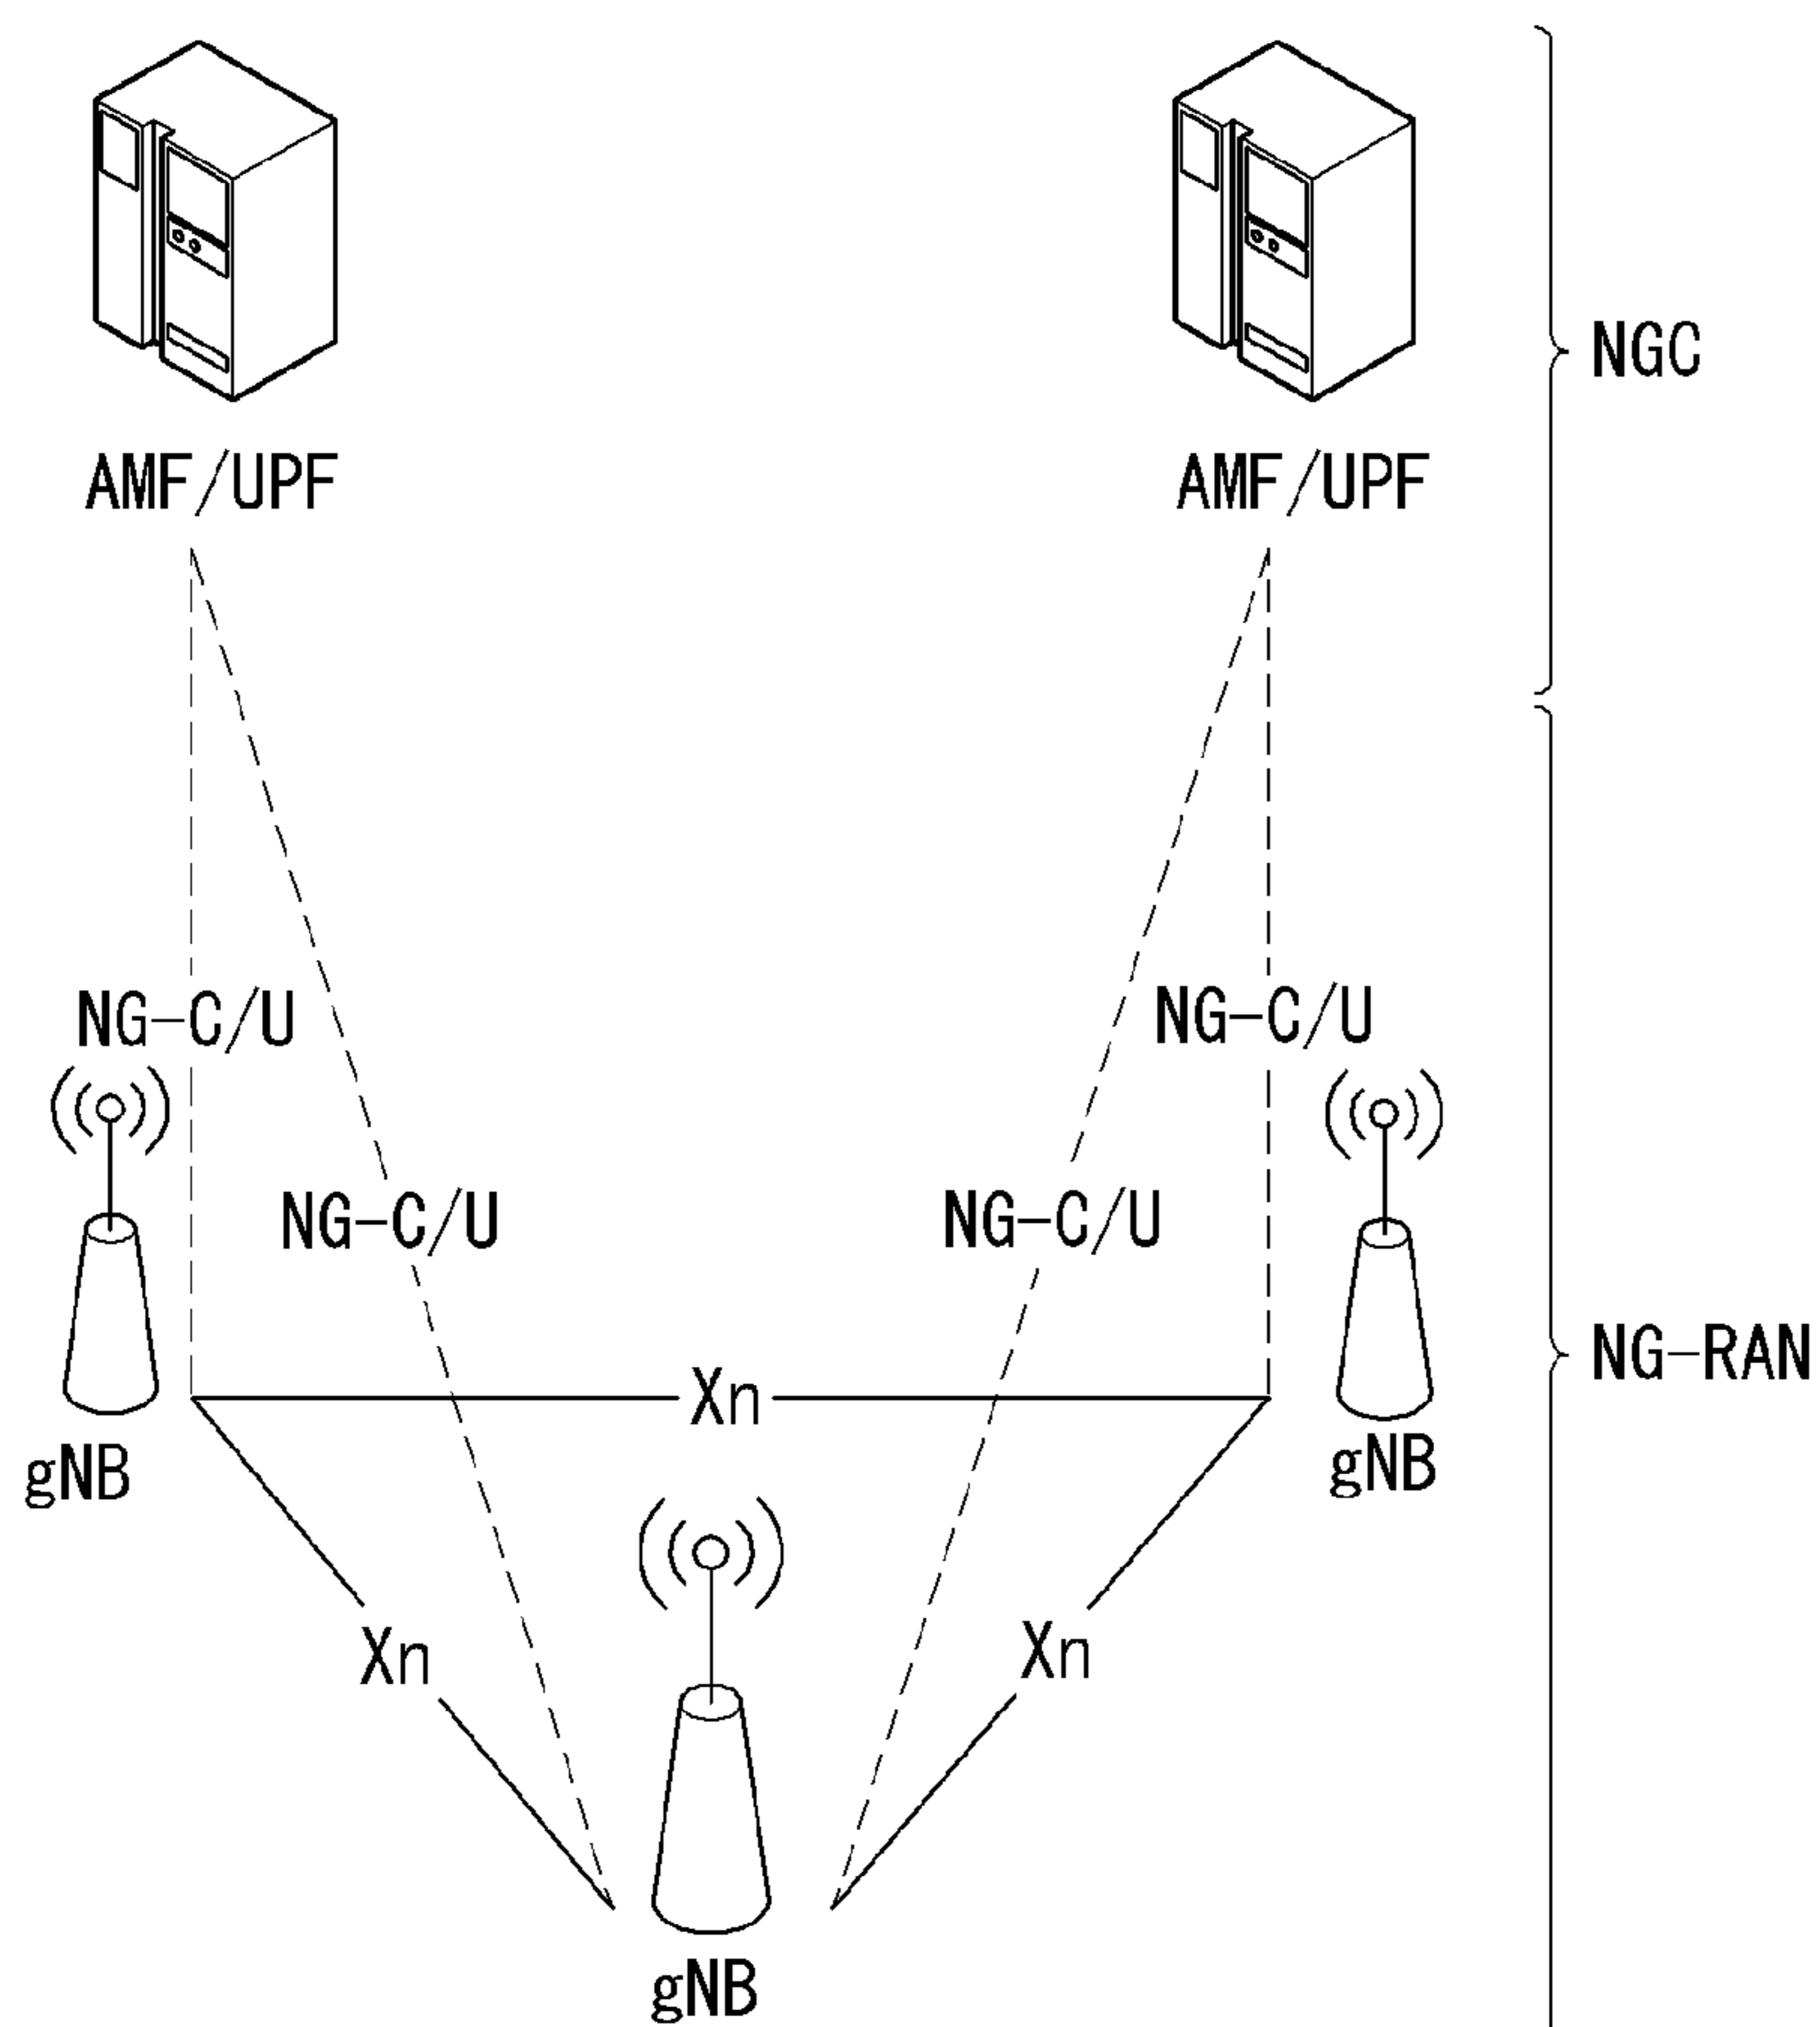 NGC
AMF/UPF
AMF/UPF
NG-C/U
NG-C/U
NG-C/U
NG-C/U
NG-RAN
Xn
gNB
gNB
Xn
Xn
gNB